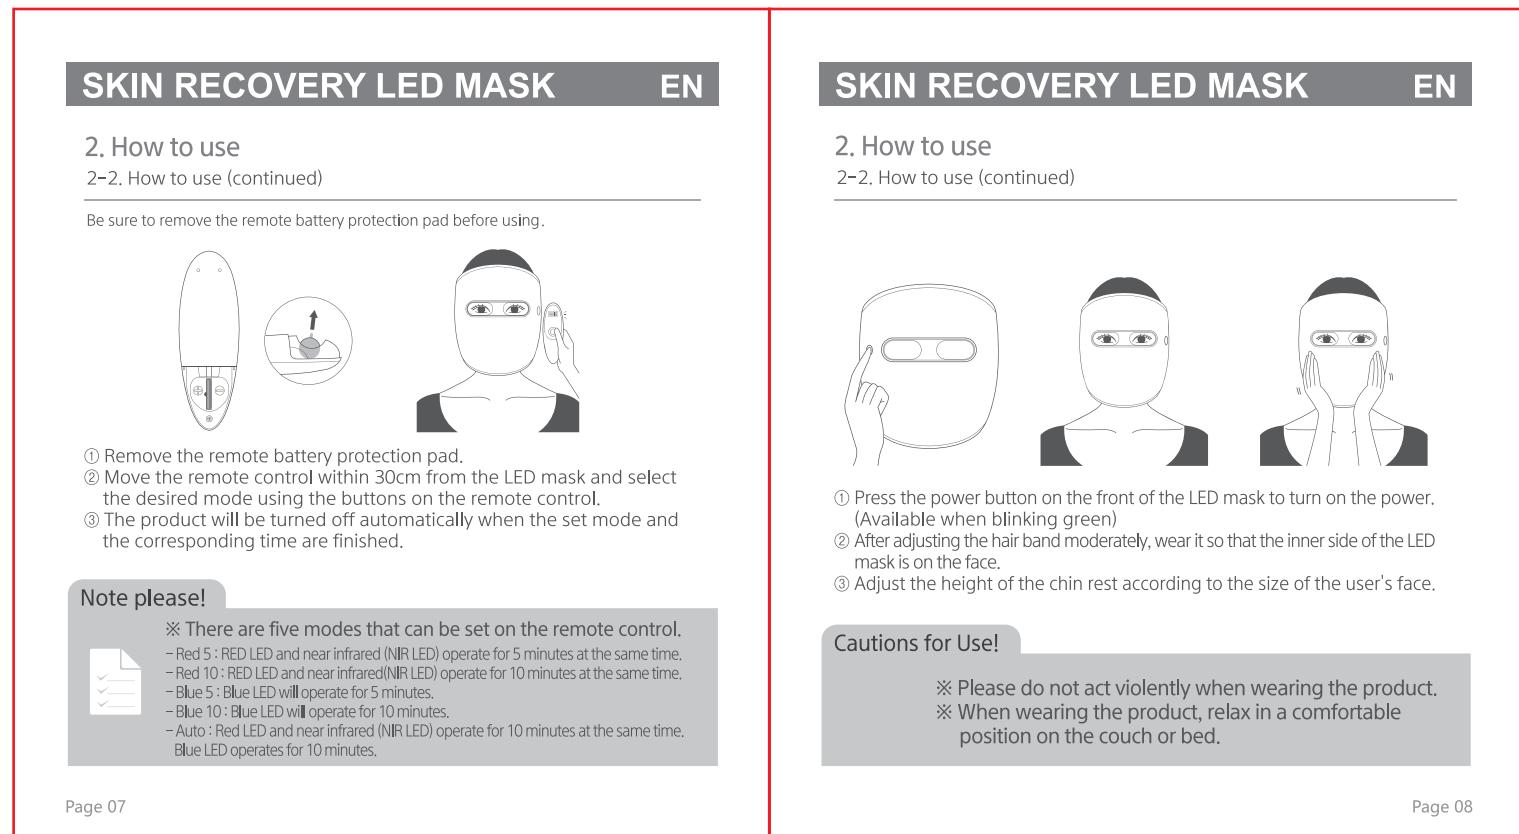 SKIN RECOVERY LED MASK EN
2. How to use
2-2. How to use (continued)
Be sure to remove the remote battery protection pad before using.
① Remove the remote battery protection pad.
② Move the remote control within 30cm from the LED mask and select
the desired mode using the buttons on the remote control.
③ The product will be turned off automatically when the set mode and
the corresponding time are finished.
Note please!
※ There are five modes that can be set on the remote control.
- Red 5 : RED LED and near infrared (NIR LED) operate for 5 minutes at the same time.
- Red 10 : RED LED and near infrared(NIR LED) operate for 10 minutes at the same time.
- Blue 5 : Blue LED will operate for 5 minutes.
- Blue 10 : Blue LED will operate for 10 minutes.
- Auto : Red LED and near infrared (NIR LED) operate for 10 minutes at the same time.
Blue LED operates for 10 minutes.
Page 07
SKIN RECOVERY LED MASK EN
2. How to use
2-2. How to use (continued)
① Press the power button on the front of the LED mask to turn on the power.
(Available when blinking green)
② After adjusting the hair band moderately, wear it so that the inner side of the LED
mask is on the face.
③ Adjust the height of the chin rest according to the size of the user's face.
Cautions for Use!
※ Please do not act violently when wearing the product.
※ When wearing the product, relax in a comfortable
position on the couch or bed.
Page 08